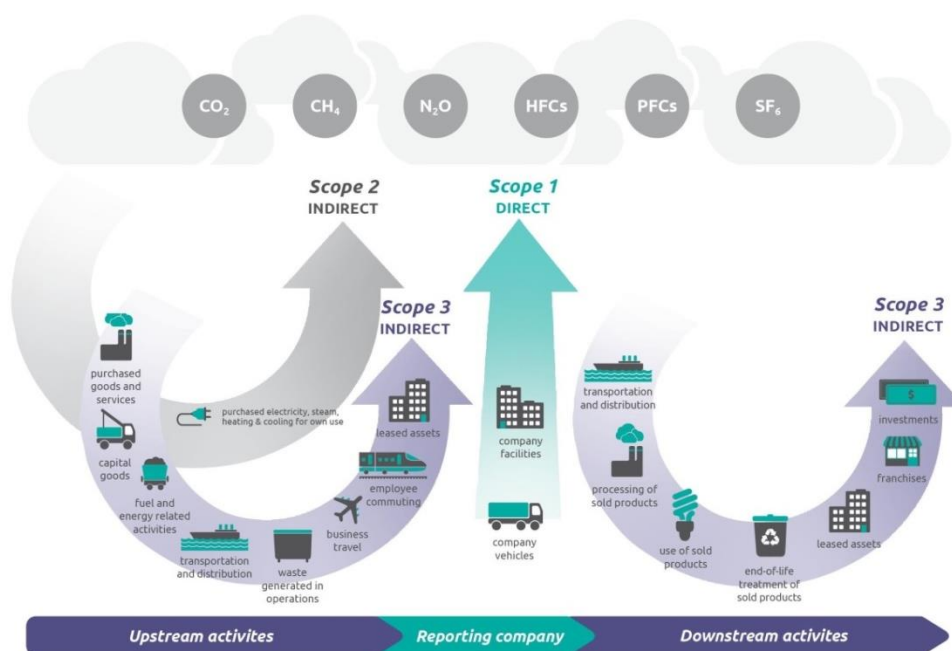 CO₂
CH₄
N₂O
HFCs
PFCs
SF₆
Scope 2
INDIRECT
Scope 1
DIRECT
Scope 3
INDIRECT
Scope 3
INDIRECT
purchased
goods and
services
capital
goods
fuel and
energy related
activities
transportation
and distribution
waste
generated in
operations
business
travel
employee
commuting
leased assets
purchased electricity, steam,
heating & cooling for own use
company
facilities
company
vehicles
transportation
and distribution
processing of
sold products
use of sold
products
end-of-life
treatment of
sold products
leased assets
franchises
$
investments
Upstream activites
Reporting company
Downstream activites